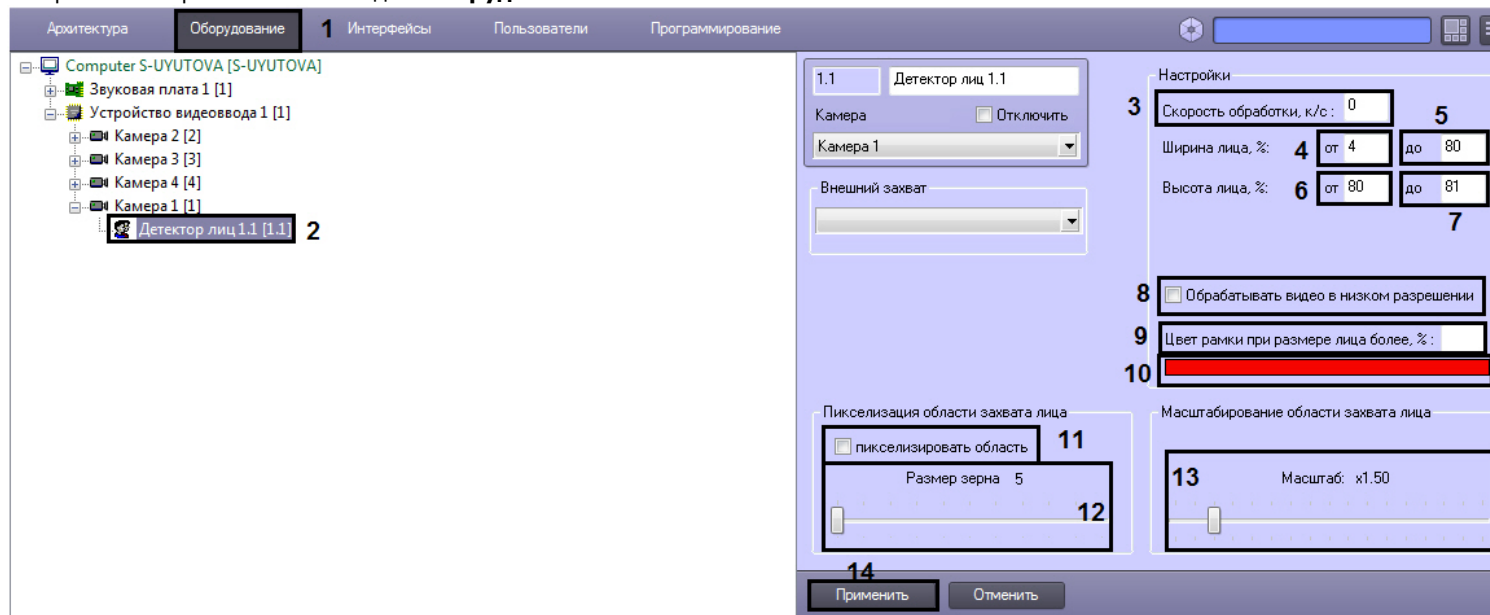 Архитектура Оборудование 1 Интерфейсы Пользователи Программирование
Computer S-UYUTOVA [S-UYUTOVA]
Звуковая плата 1 [1]
Устройство видеоввода 1 [1]
Камера 2 [2]
Камера 3 [3]
Камера 4 [4]
Камера 1 [1]
Детектор лиц 1.1 [1.1] 2
1.1 Детектор лиц 1.1
Камера Отключить
Камера 1
Внешний захват
Настройки
3 Скорость обработки, к/с : 0
5
Ширина лица, %: 4 от 4 до 80
Высота лица, %: 6 от 80 до 81
7
8 Обрабатывать видео в низком разрешении
9 Цвет рамки при размере лица более, % :
10
Пикселизация области захвата лица
пикселизировать область 11
Размер зерна 5
12
Масштабирование области захвата лица
13 Масштаб: x1.50
14
Применить Отменить